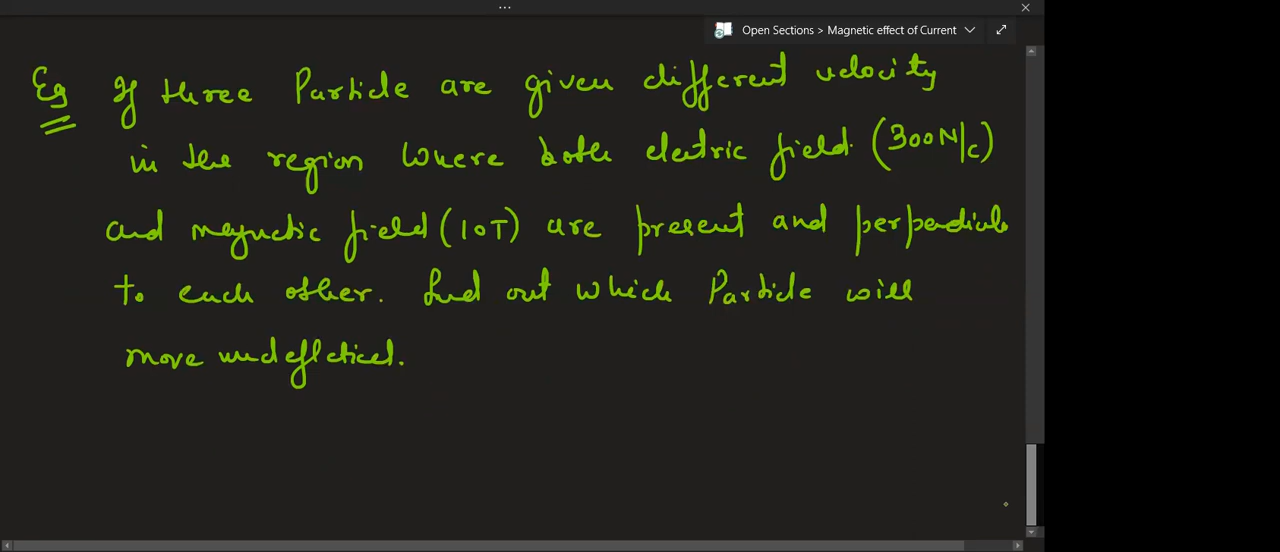 Open Sections > Magnetic effect of Current
Eg If three Particle are given different velocity
in the region where both electric field. (300N/c)
and magnetic field (10T) are present and perpendicula
to each other. find out which Particle will
move undeflected.